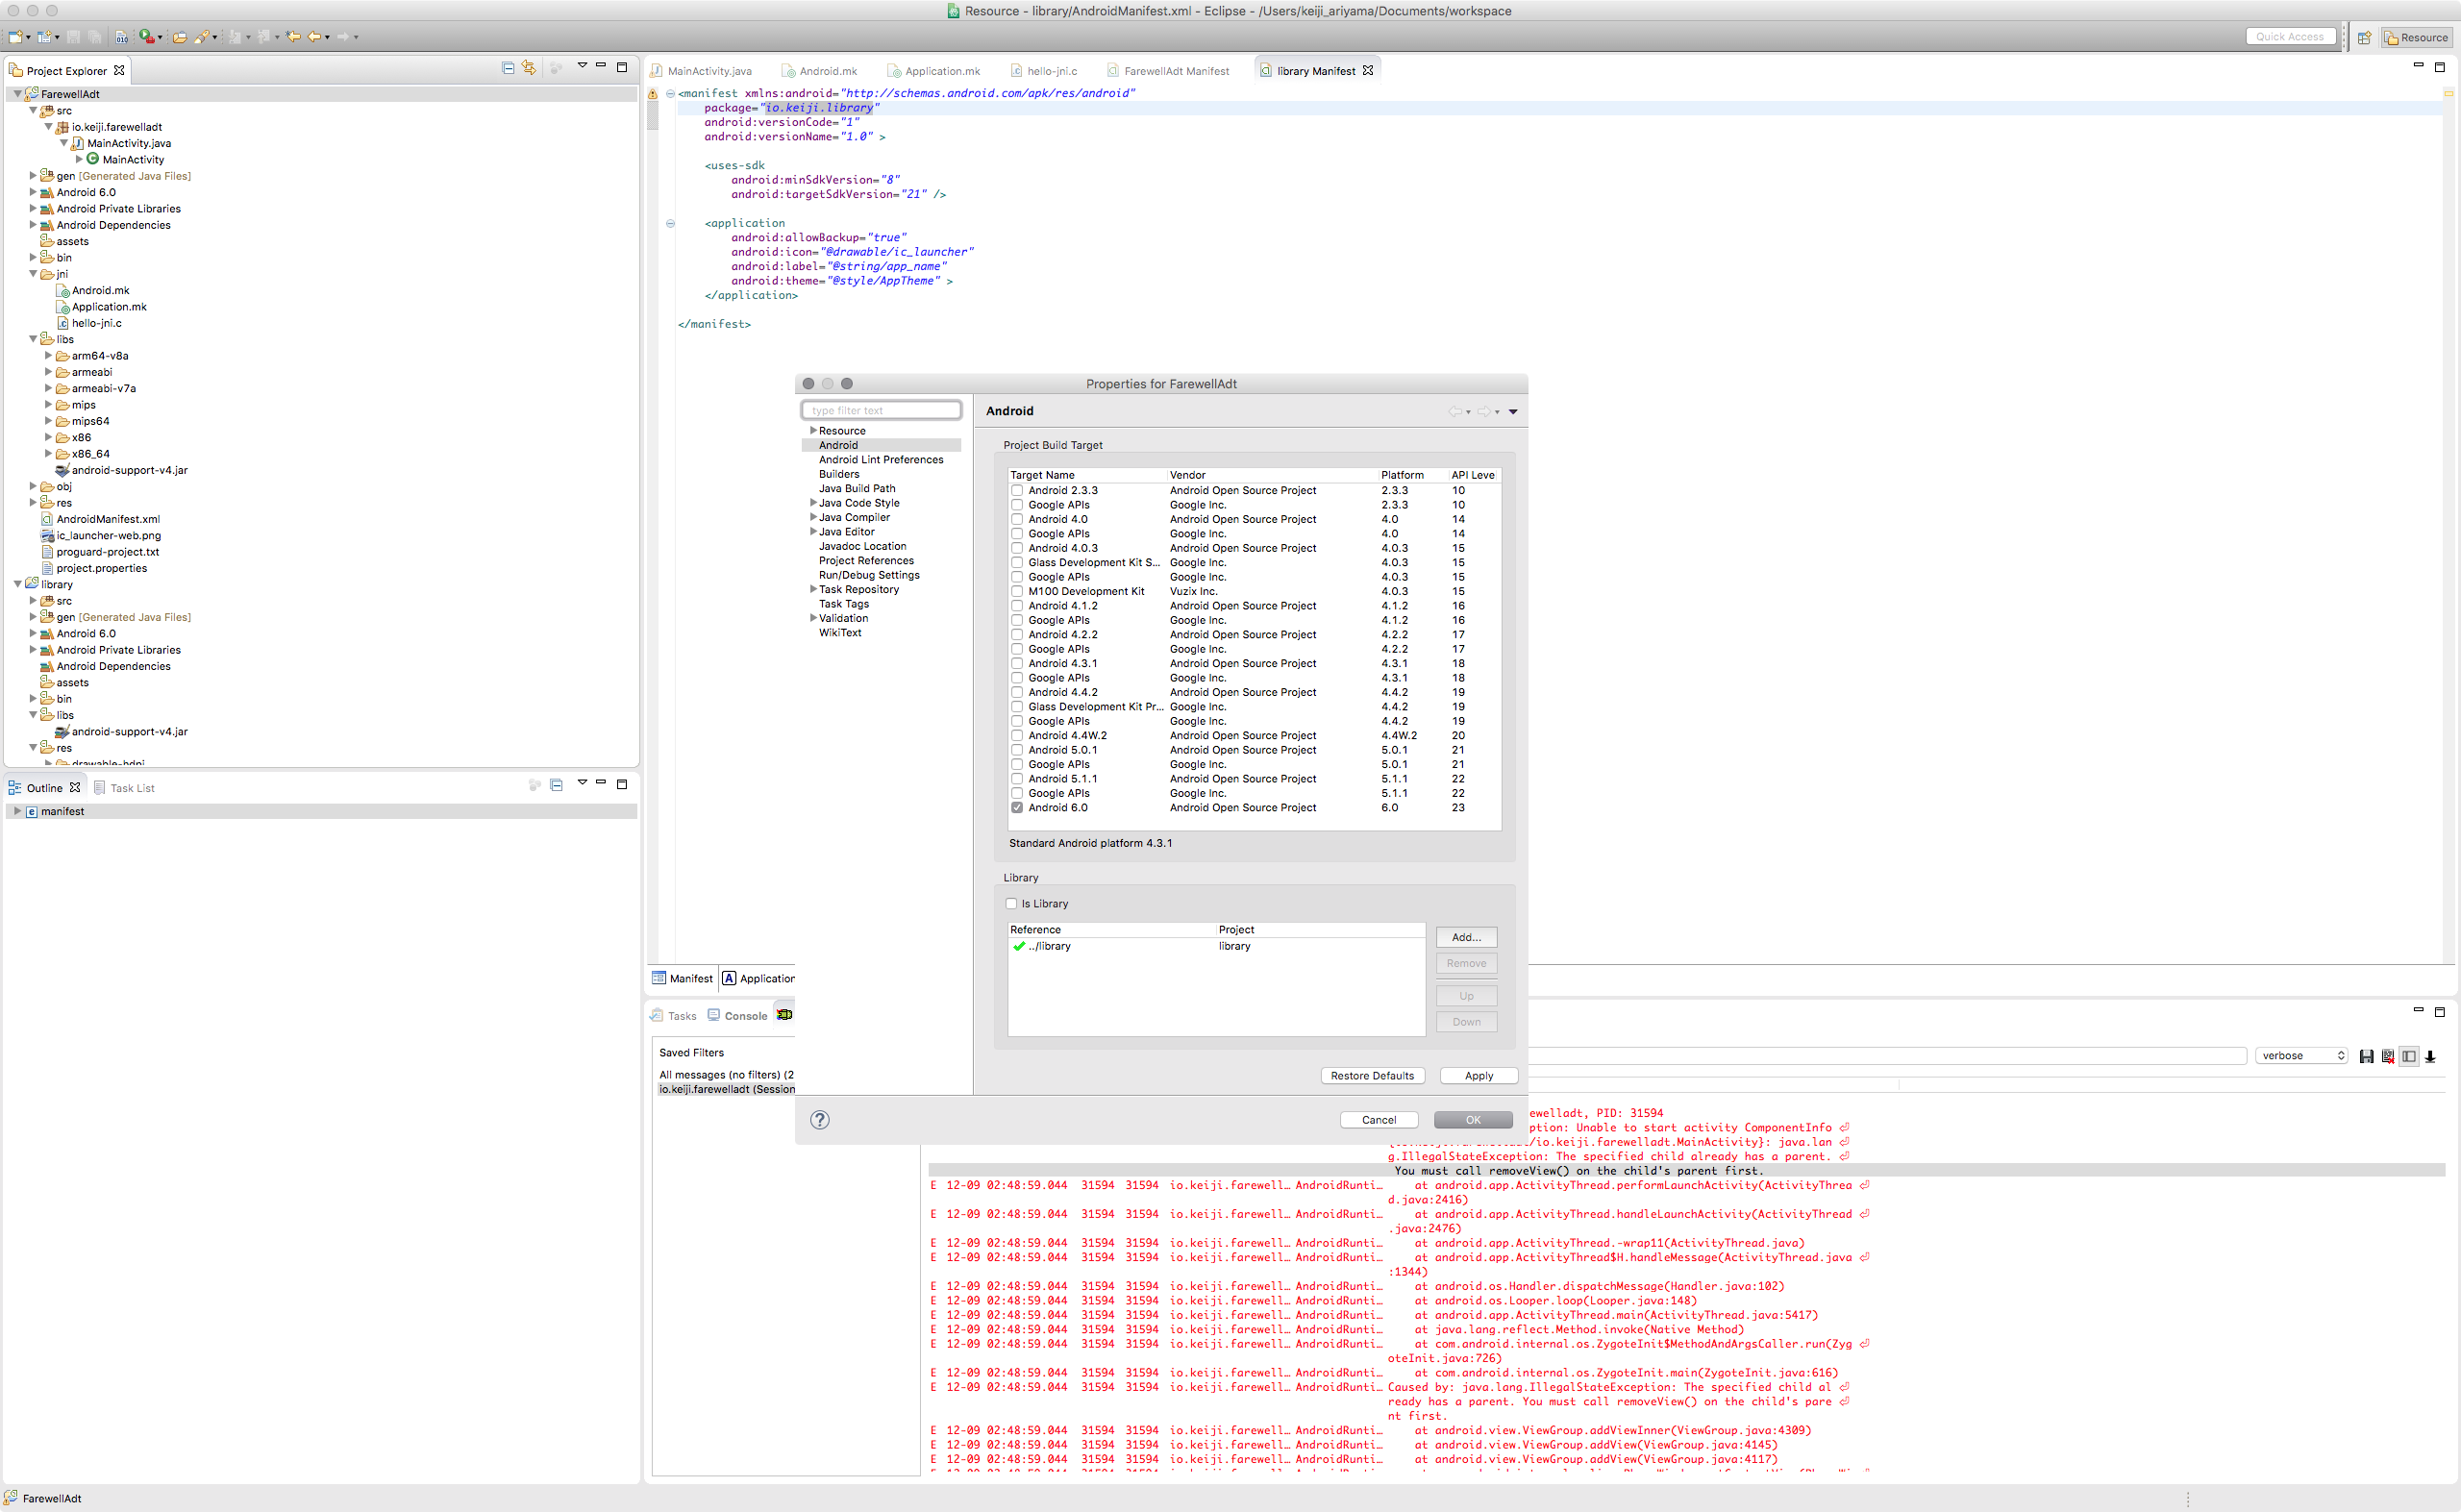 Resource - library/AndroidManifest.xml - Eclipse - /Users/keiji_ariyama/Documents/workspace
Quick Access
Resource
Project Explorer
FarewellAdt
src
io.keiji.farewelladt
MainActivity.java
MainActivity
gen [Generated Java Files]
Android 6.0
Android Private Libraries
Android Dependencies
assets
bin
jni
Android.mk
Application.mk
hello-jni.c
libs
arm64-v8a
armeabi
armeabi-v7a
mips
mips64
x86
x86_64
android-support-v4.jar
obj
res
AndroidManifest.xml
ic_launcher-web.png
proguard-project.txt
project.properties
library
src
gen [Generated Java Files]
Android 6.0
Android Private Libraries
Android Dependencies
assets
bin
libs
android-support-v4.jar
res
drawable-hdpi
Outline Task List
manifest
MainActivity.java Android.mk Application.mk hello-jni.c FarewellAdt Manifest library Manifest
<manifest xmlns:android="http://schemas.android.com/apk/res/android"
package="io.keiji.library"
android:versionCode="1"
android:versionName="1.0" >
<uses-sdk
android:minSdkVersion="8"
android:targetSdkVersion="21" />
<application
android:allowBackup="true"
android:icon="@drawable/ic_launcher"
android:label="@string/app_name"
android:theme="@style/AppTheme" >
</application>
</manifest>
Properties for FarewellAdt
type filter text
Resource
Android
Android Lint Preferences
Builders
Java Build Path
Java Code Style
Java Compiler
Java Editor
Javadoc Location
Project References
Run/Debug Settings
Task Repository
Task Tags
Validation
WikiText
Android
Project Build Target
Target Name Vendor Platform API Leve
Android 2.3.3 Android Open Source Project 2.3.3 10
Google APIs Google Inc. 2.3.3 10
Android 4.0 Android Open Source Project 4.0 14
Google APIs Google Inc. 4.0 14
Android 4.0.3 Android Open Source Project 4.0.3 15
Glass Development Kit S... Google Inc. 4.0.3 15
Google APIs Google Inc. 4.0.3 15
M100 Development Kit Vuzix Inc. 4.0.3 15
Android 4.1.2 Android Open Source Project 4.1.2 16
Google APIs Google Inc. 4.1.2 16
Android 4.2.2 Android Open Source Project 4.2.2 17
Google APIs Google Inc. 4.2.2 17
Android 4.3.1 Android Open Source Project 4.3.1 18
Google APIs Google Inc. 4.3.1 18
Android 4.4.2 Android Open Source Project 4.4.2 19
Glass Development Kit Pr... Google Inc. 4.4.2 19
Google APIs Google Inc. 4.4.2 19
Android 4.4W.2 Android Open Source Project 4.4W.2 20
Android 5.0.1 Android Open Source Project 5.0.1 21
Google APIs Google Inc. 5.0.1 21
Android 5.1.1 Android Open Source Project 5.1.1 22
Google APIs Google Inc. 5.1.1 22
Android 6.0 Android Open Source Project 6.0 23
Standard Android platform 4.3.1
Library
Is Library
Reference Project
../library library
Add...
Remove
Up
Down
Restore Defaults Apply
Cancel OK
Manifest A Application
Tasks Console
Saved Filters
All messages (no filters) (2
io.keiji.farewelladt (Session
verbose
ewelladt, PID: 31594
ption: Unable to start activity ComponentInfo
/io.keiji.farewelladt.MainActivity}: java.lan
g.IllegalStateException: The specified child already has a parent.
You must call removeView() on the child's parent first.
E 12-09 02:48:59.044 31594 31594 io.keiji.farewell… AndroidRunti… at android.app.ActivityThread.performLaunchActivity(ActivityThrea
d.java:2416)
E 12-09 02:48:59.044 31594 31594 io.keiji.farewell… AndroidRunti… at android.app.ActivityThread.handleLaunchActivity(ActivityThread
.java:2476)
E 12-09 02:48:59.044 31594 31594 io.keiji.farewell… AndroidRunti… at android.app.ActivityThread.-wrap11(ActivityThread.java)
E 12-09 02:48:59.044 31594 31594 io.keiji.farewell… AndroidRunti… at android.app.ActivityThread$H.handleMessage(ActivityThread.java
:1344)
E 12-09 02:48:59.044 31594 31594 io.keiji.farewell… AndroidRunti… at android.os.Handler.dispatchMessage(Handler.java:102)
E 12-09 02:48:59.044 31594 31594 io.keiji.farewell… AndroidRunti… at android.os.Looper.loop(Looper.java:148)
E 12-09 02:48:59.044 31594 31594 io.keiji.farewell… AndroidRunti… at android.app.ActivityThread.main(ActivityThread.java:5417)
E 12-09 02:48:59.044 31594 31594 io.keiji.farewell… AndroidRunti… at java.lang.reflect.Method.invoke(Native Method)
E 12-09 02:48:59.044 31594 31594 io.keiji.farewell… AndroidRunti… at com.android.internal.os.ZygoteInit$MethodAndArgsCaller.run(Zyg
oteInit.java:726)
E 12-09 02:48:59.044 31594 31594 io.keiji.farewell… AndroidRunti… at com.android.internal.os.ZygoteInit.main(ZygoteInit.java:616)
E 12-09 02:48:59.044 31594 31594 io.keiji.farewell… AndroidRunti… Caused by: java.lang.IllegalStateException: The specified child al
ready has a parent. You must call removeView() on the child's pare
nt first.
E 12-09 02:48:59.044 31594 31594 io.keiji.farewell… AndroidRunti… at android.view.ViewGroup.addViewInner(ViewGroup.java:4309)
E 12-09 02:48:59.044 31594 31594 io.keiji.farewell… AndroidRunti… at android.view.ViewGroup.addView(ViewGroup.java:4145)
E 12-09 02:48:59.044 31594 31594 io.keiji.farewell… AndroidRunti… at android.view.ViewGroup.addView(ViewGroup.java:4117)
FarewellAdt